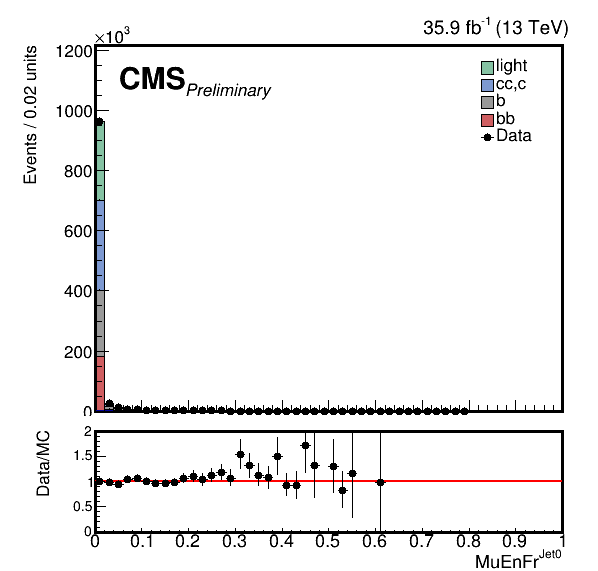 35.9 fb⁻¹ (13 TeV)
×10³
CMS Preliminary
light
cc,c
b
bb
Data
Events / 0.02 units
1200
1000
800
600
400
200
0
Data/MC
2
1.5
1
0.5
0
0 0.1 0.2 0.3 0.4 0.5 0.6 0.7 0.8 0.9 1
MuEnFr^Jet0